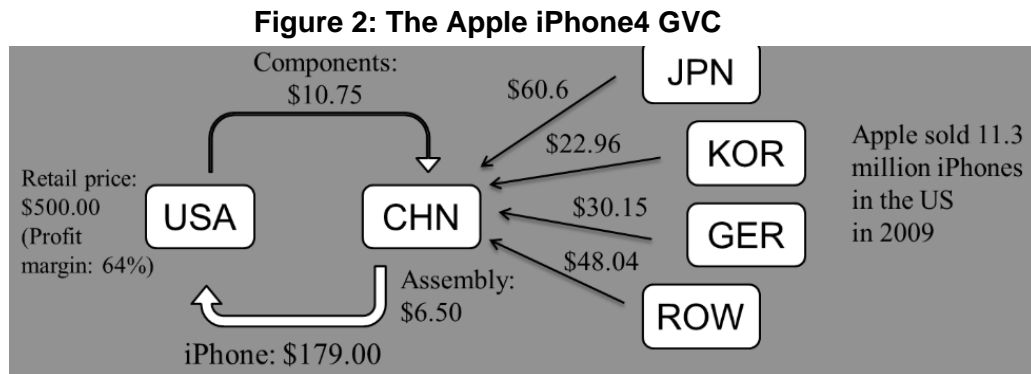 Figure 2: The Apple iPhone4 GVC
Components:
$10.75
Retail price:
$500.00
(Profit
margin: 64%)
USA
CHN
Assembly:
$6.50
iPhone: $179.00
$60.6
$22.96
$30.15
$48.04
JPN
KOR
GER
ROW
Apple sold 11.3
million iPhones
in the US
in 2009